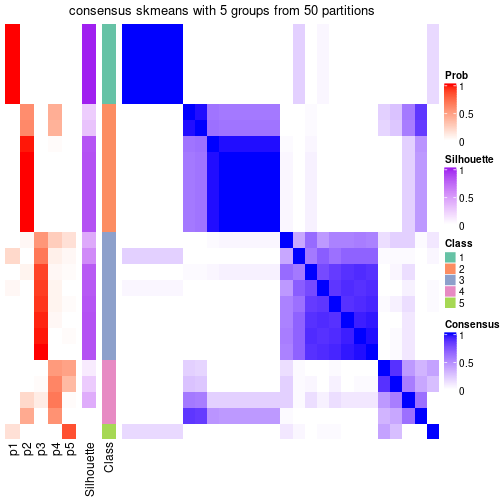 consensus skmeans with 5 groups from 50 partitions
Prob
1
0.5
0
Silhouette
1
0.5
0
Class
1
2
3
4
5
Consensus
1
0.5
0
p1
p2
p3
p4
p5
Silhouette
Class